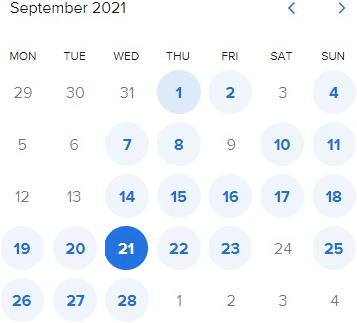 September 2021
MON TUE WED THU FRI SAT SUN
29 30 31 1 2 3 4
5 6 7 8 9 10 11
12 13 14 15 16 17 18
19 20 21 22 23 24 25
26 27 28 1 2 3 4